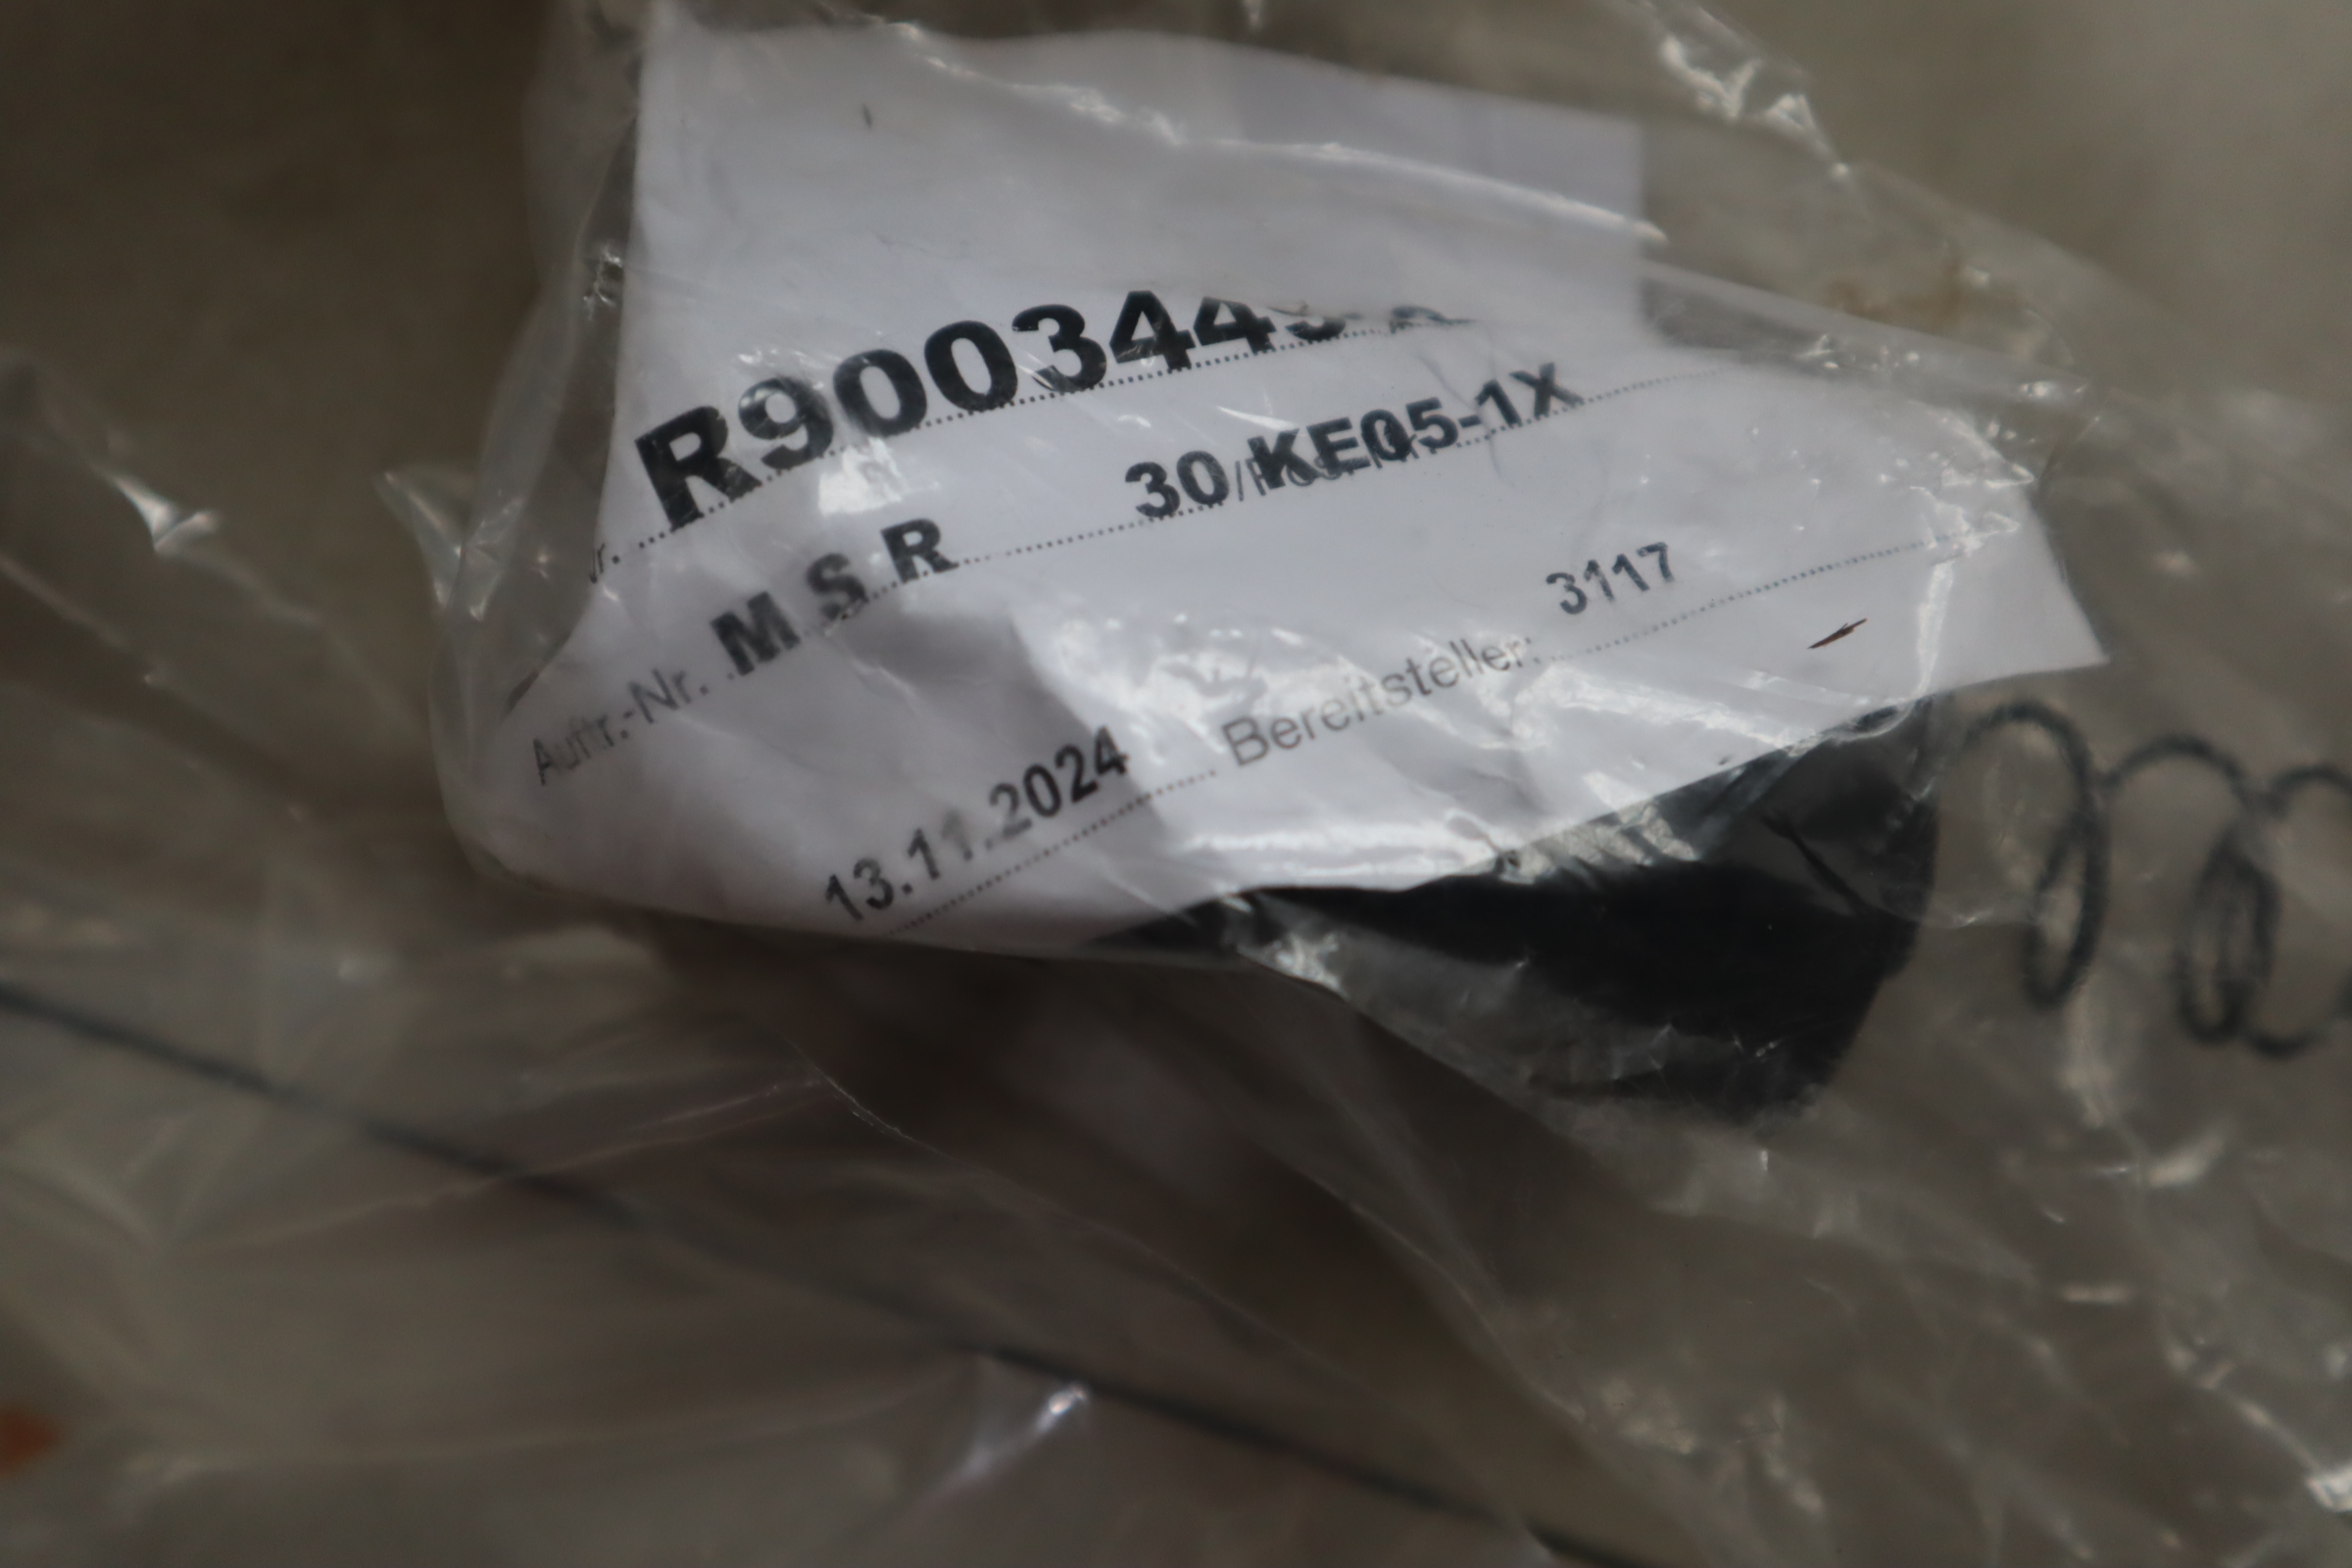 R900344
r.
30 KE05-1X
Auftr.-Nr. M S R
3117
13.11.2024 Bereitsteller: